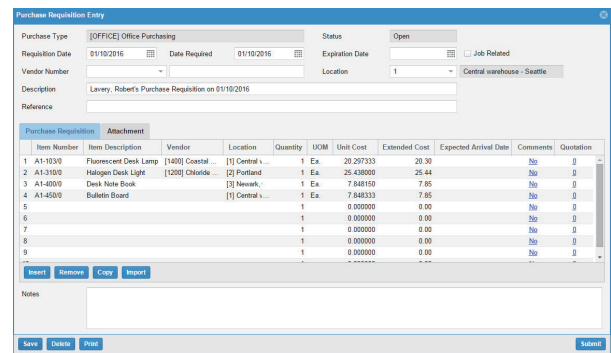 Purchase Requisition Entry
Purchase Type [OFFICE] Office Purchasing Status Open
Requisition Date 01/10/2016 Date Required 01/10/2016 Expiration Date Job Related
Vendor Number Location 1 Central warehouse - Seattle
Description Lavery, Robert's Purchase Requisition on 01/10/2016
Reference
Purchase Requisition Attachment
Item Number Item Description Vendor Location Quantity UOM Unit Cost Extended Cost Expected Arrival Date Comments Quotation
1 A1-103/0 Fluorescent Desk Lamp [1400] Coastal ... [1] Central v... 1 Ea. 20.297333 20.30 No 0
2 A1-310/0 Halogen Desk Light [1200] Chloride ... [2] Portland 1 Ea. 25.438000 25.44 No 0
3 A1-400/0 Desk Note Book [3] Newark, 1 Ea. 7.848150 7.85 No 0
4 A1-450/0 Bulletin Board [1] Central v... 1 Ea. 7.848333 7.85 No 0
5 1 0.000000 0.00 No 0
6 1 0.000000 0.00 No 0
7 1 0.000000 0.00 No 0
8 1 0.000000 0.00 No 0
9 1 0.000000 0.00 No 0
Insert Remove Copy Import
Notes
Save Delete Print Submit